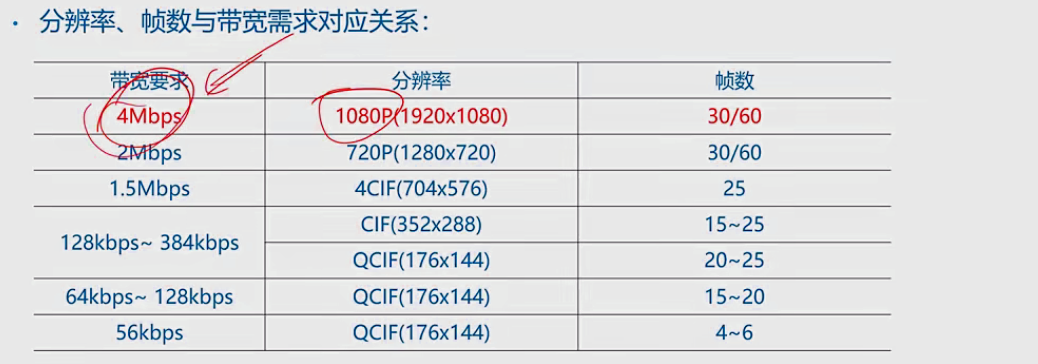 · 分辨率、帧数与带宽需求对应关系：
带宽要求 分辨率 帧数
4Mbps 1080P(1920x1080) 30/60
2Mbps 720P(1280x720) 30/60
1.5Mbps 4CIF(704x576) 25
128kbps~ 384kbps CIF(352x288) 15~25
QCIF(176x144) 20~25
64kbps~ 128kbps QCIF(176x144) 15~20
56kbps QCIF(176x144) 4~6